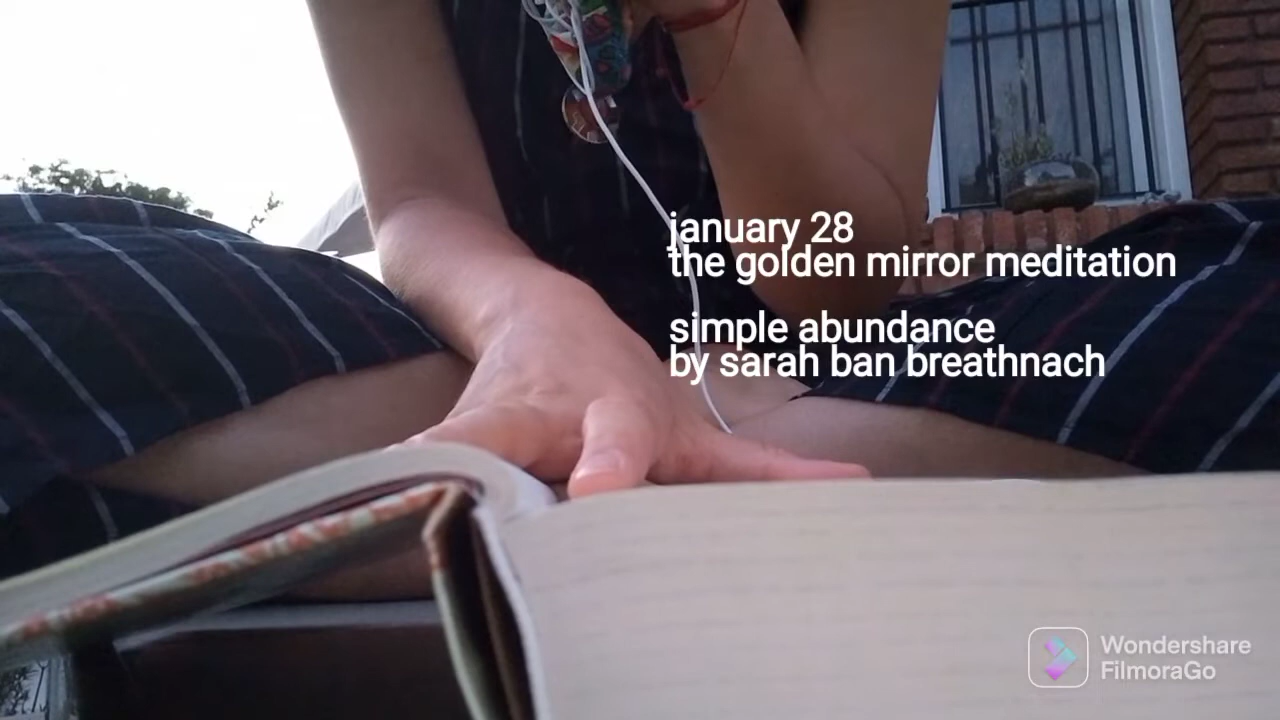 january 28
the golden mirror meditation
simple abundance
by sarah ban breathnach
Wondershare
FilmoraGo